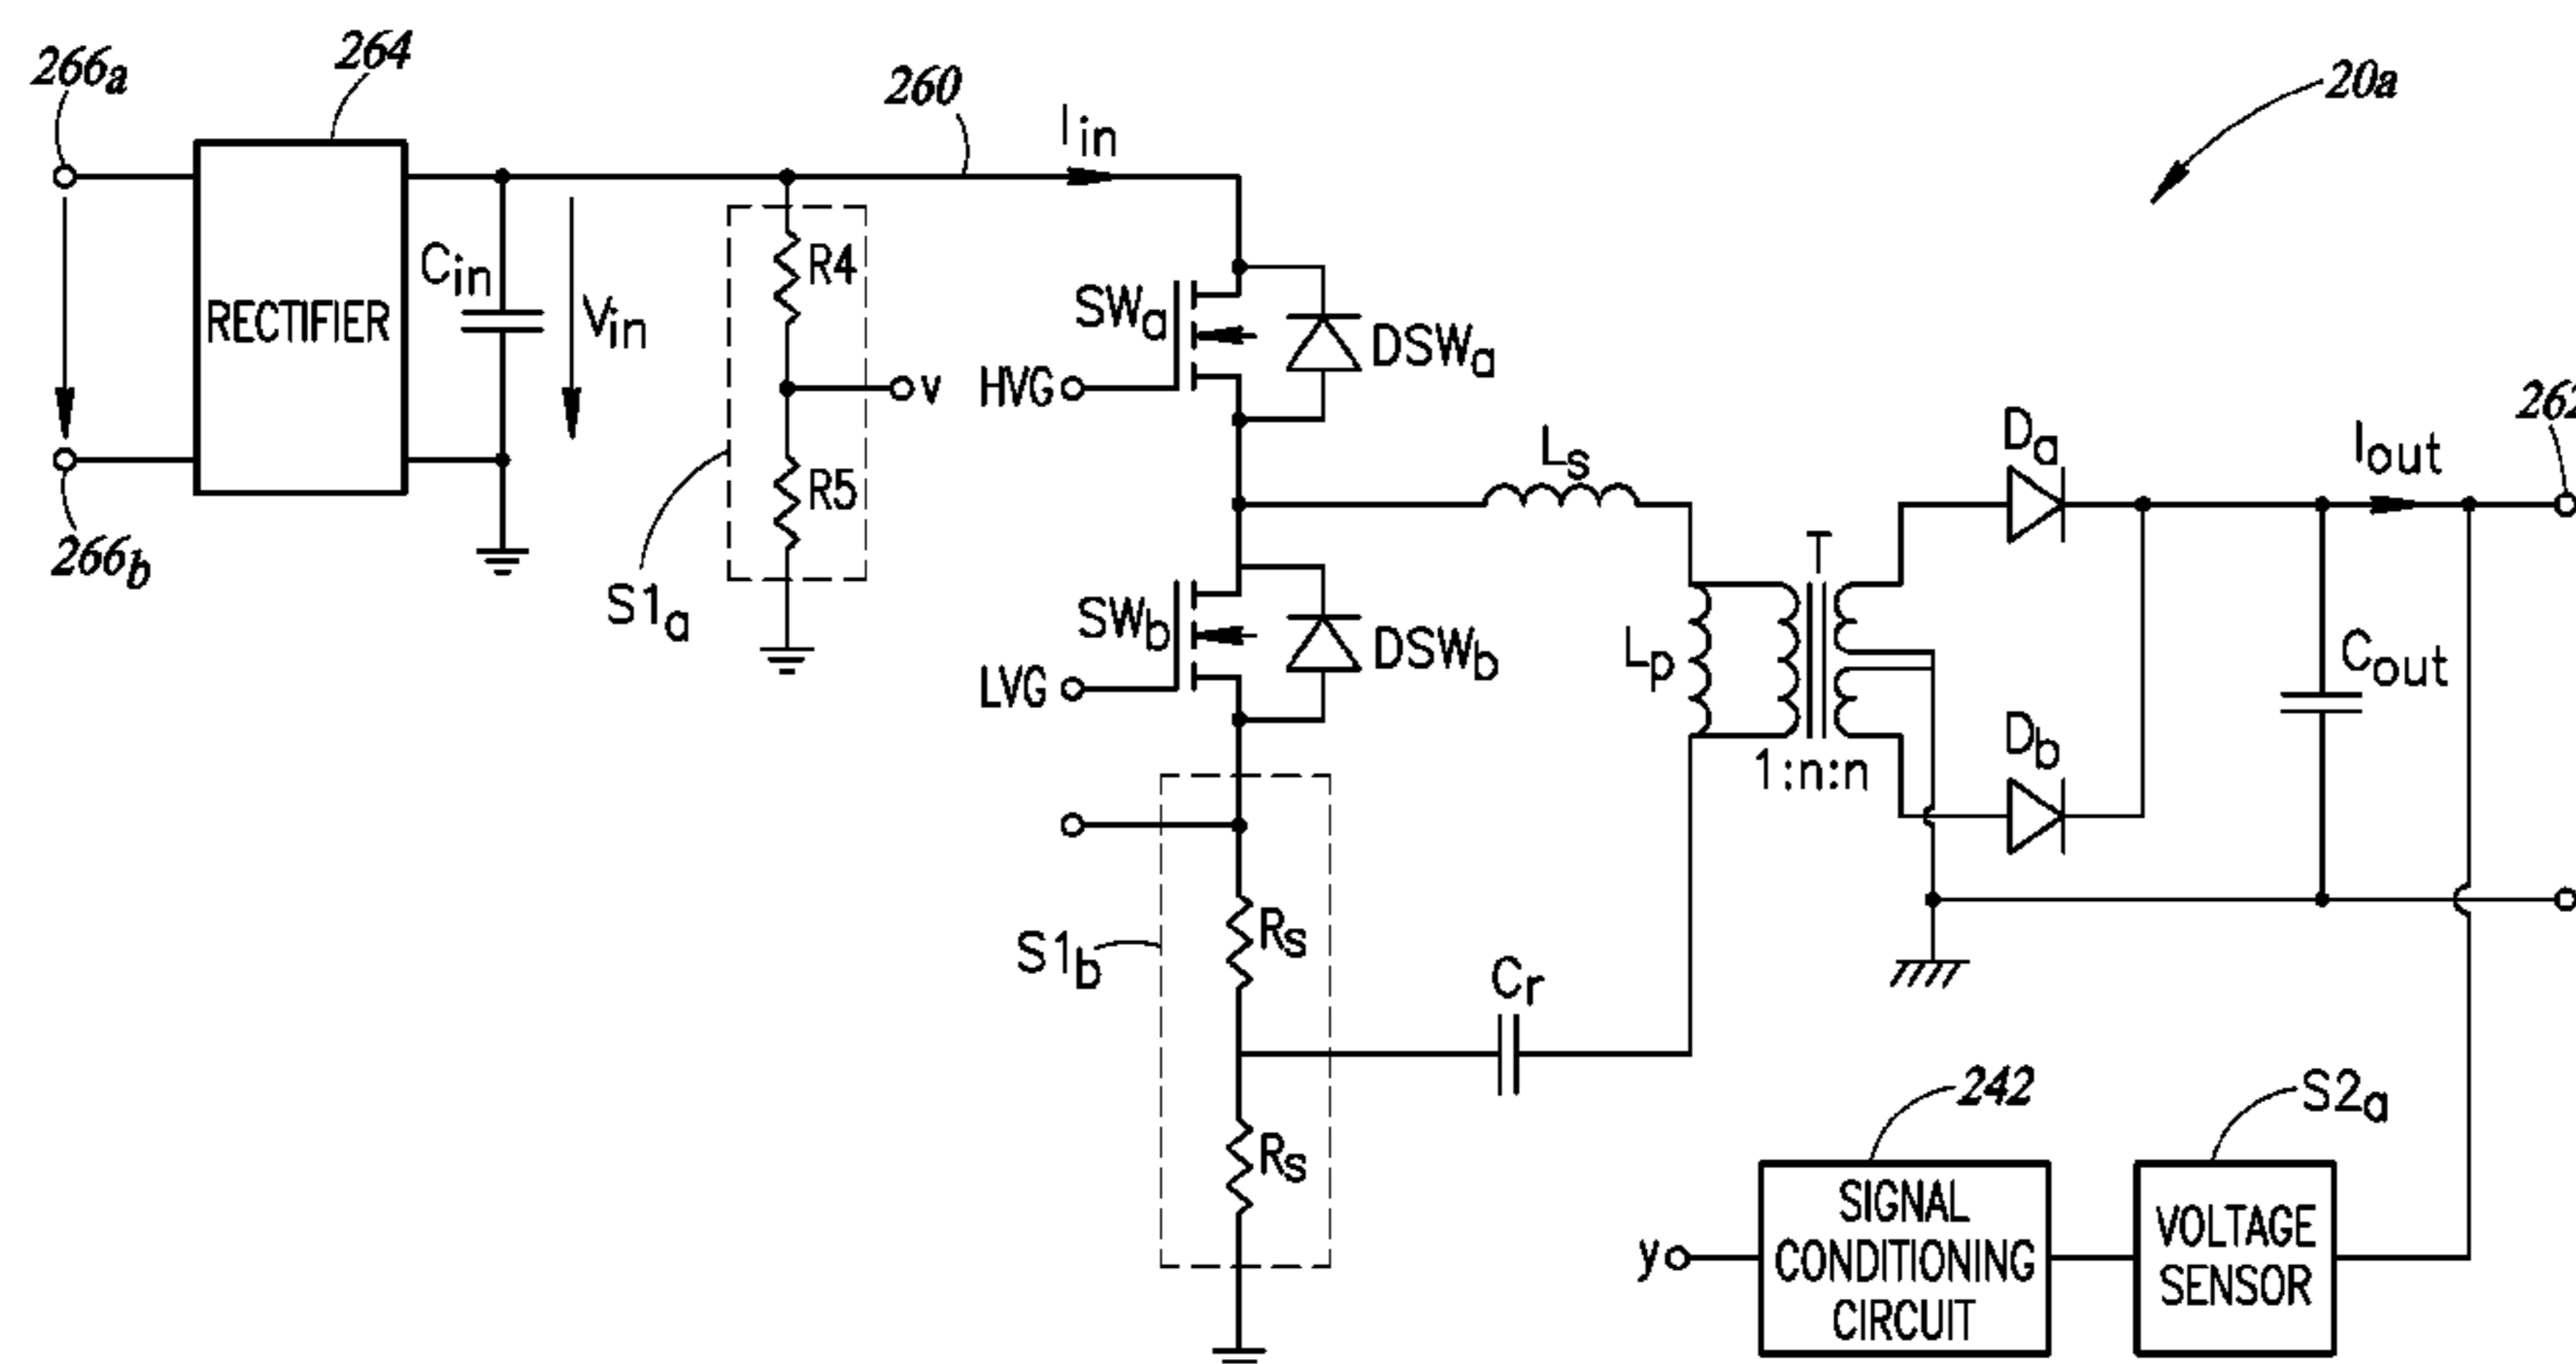 266a
264
260
Iin
20a
RECTIFIER
Cin
Vin
R4
v
R5
S1a
266b
SWa
DSWa
HVG
SWb
DSWb
LVG
Ls
Lp
T
1:n:n
Da
Db
Iout
262
Cout
S1b
Rs
Rs
Cr
242
S2a
y
SIGNAL
CONDITIONING
CIRCUIT
VOLTAGE
SENSOR